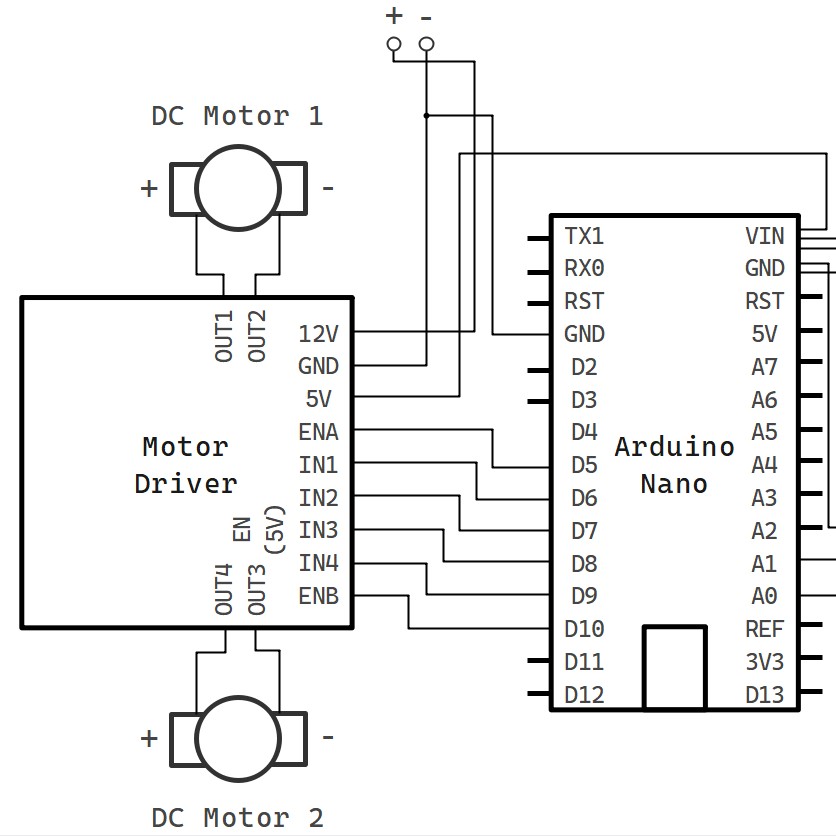 + -
DC Motor 1
+ -
OUT1
OUT2
12V
GND
5V
ENA
IN1
IN2
IN3
IN4
ENB
Motor
Driver
EN
(5V)
OUT4
OUT3
+ -
DC Motor 2
TX1
RX0
RST
GND
D2
D3
D4
D5
D6
D7
D8
D9
D10
D11
D12
Arduino
Nano
VIN
GND
RST
5V
A7
A6
A5
A4
A3
A2
A1
A0
REF
3V3
D13